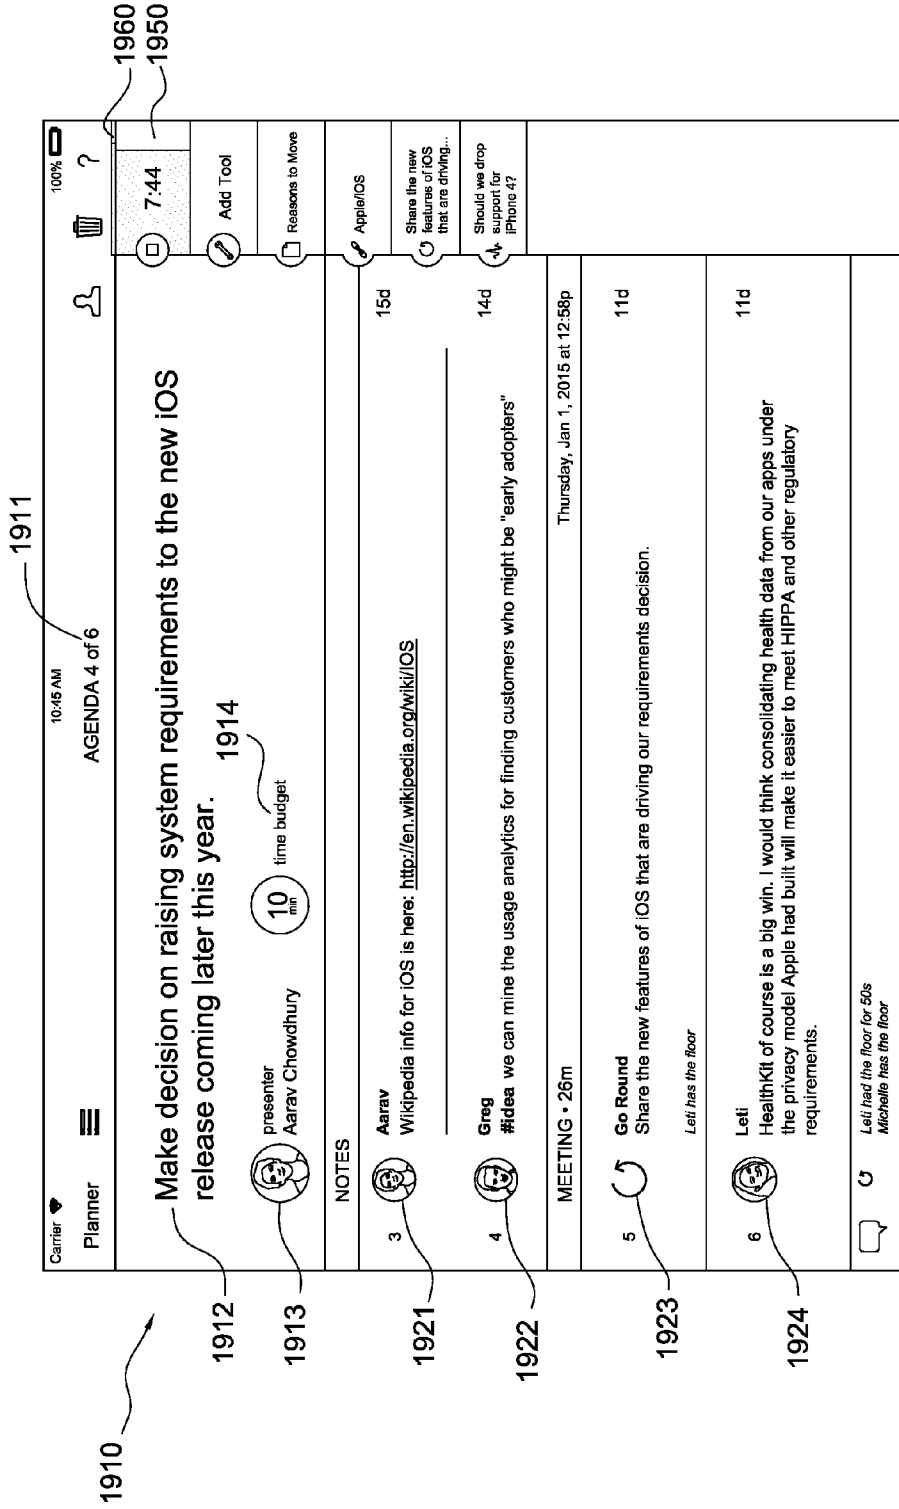 1911
1960
1950
1910
Carrier
10:45 AM
100%
Planner
AGENDA 4 of 6
?
1912
Make decision on raising system requirements to the new iOS
release coming later this year.
1914
1913
presenter
Aarav Chowdhury
10
min
time budget
7:44
Add Tool
Reasons to Move
Apple/IOS
Share the new
features of iOS
that are driving...
Should we drop
support for
iPhone 4?
NOTES
1921
3
Aarav
Wikipedia info for iOS is here: http://en.wikipedia.org/wiki/IOS
15d
1922
4
Greg
#idea we can mine the usage analytics for finding customers who might be "early adopters"
14d
MEETING • 26m
Thursday, Jan 1, 2015 at 12:58p
1923
5
Go Round
Share the new features of iOS that are driving our requirements decision.
11d
Leti has the floor
1924
6
Leti
HealthKit of course is a big win. I would think consolidating health data from our apps under
the privacy model Apple had built will make it easier to meet HIPPA and other regulatory
requirements.
11d
Leti had the floor for 50s
Michelle has the floor